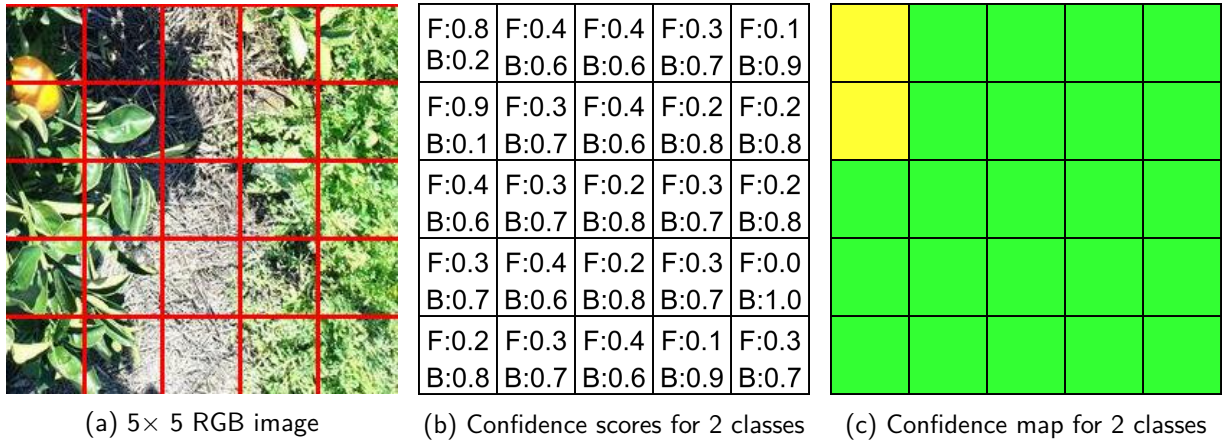 F:0.8 F:0.4 F:0.4 F:0.3 F:0.1
B:0.2 B:0.6 B:0.6 B:0.7 B:0.9
F:0.9 F:0.3 F:0.4 F:0.2 F:0.2
B:0.1 B:0.7 B:0.6 B:0.8 B:0.8
F:0.4 F:0.3 F:0.2 F:0.3 F:0.2
B:0.6 B:0.7 B:0.8 B:0.7 B:0.8
F:0.3 F:0.4 F:0.2 F:0.3 F:0.0
B:0.7 B:0.6 B:0.8 B:0.7 B:1.0
F:0.2 F:0.3 F:0.4 F:0.1 F:0.3
B:0.8 B:0.7 B:0.6 B:0.9 B:0.7
(a) 5× 5 RGB image
(b) Confidence scores for 2 classes
(c) Confidence map for 2 classes